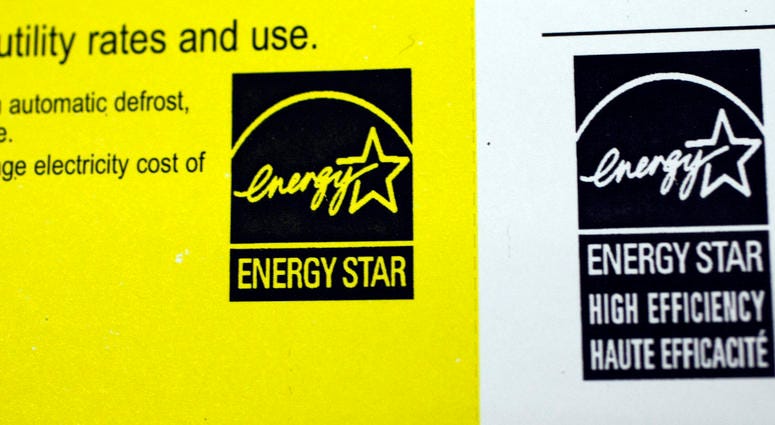 utility rates and use.
automatic defrost,
e.
ge electricity cost of
energy
ENERGY STAR
energy
ENERGY STAR
HIGH EFFICIENCY
HAUTE EFFICACITÉ